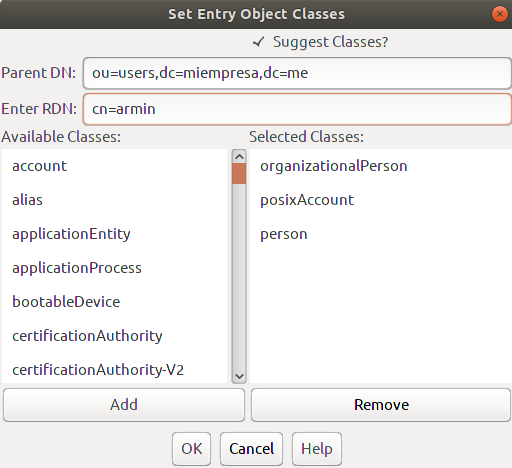 Set Entry Object Classes
Suggest Classes?
Parent DN: ou=users,dc=miempresa,dc=me
Enter RDN: cn=armin
Available Classes: Selected Classes:
account organizationalPerson
alias posixAccount
applicationEntity person
applicationProcess
bootableDevice
certificationAuthority
certificationAuthority-V2
Add Remove
OK Cancel Help